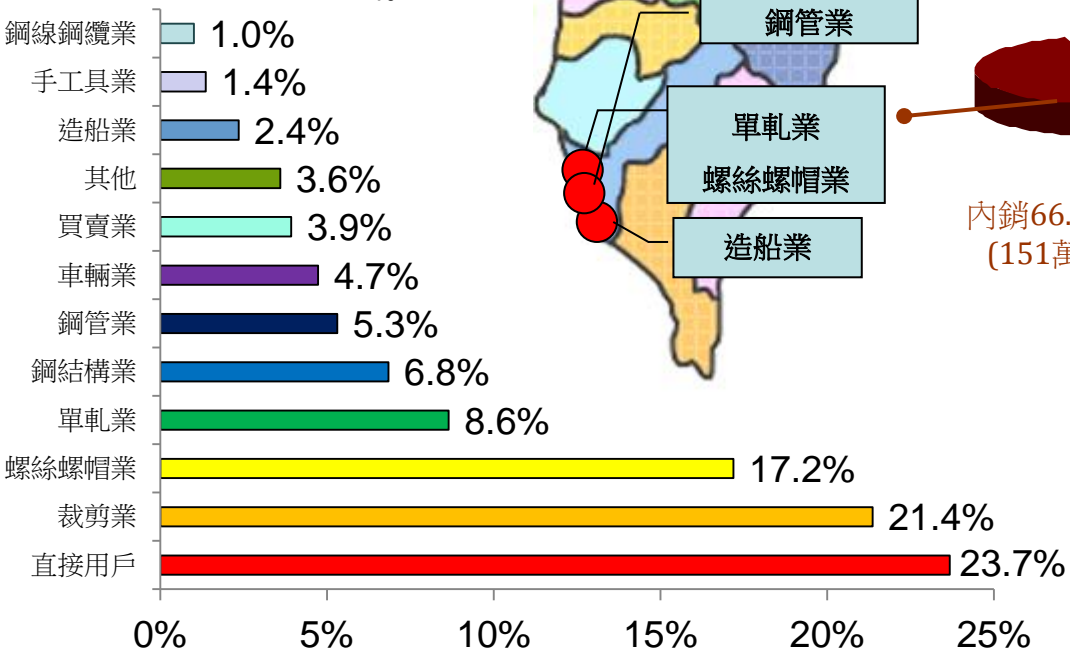 鋼線鋼纜業 1.0%
手工具業 1.4%
造船業 2.4%
其他 3.6%
買賣業 3.9%
車輛業 4.7%
鋼管業 5.3%
鋼結構業 6.8%
單軋業 8.6%
螺絲螺帽業 17.2%
裁剪業 21.4%
直接用戶 23.7%
0% 5% 10% 15% 20% 25%
鋼管業
單軋業
螺絲螺帽業
造船業
內銷66.
(151萬